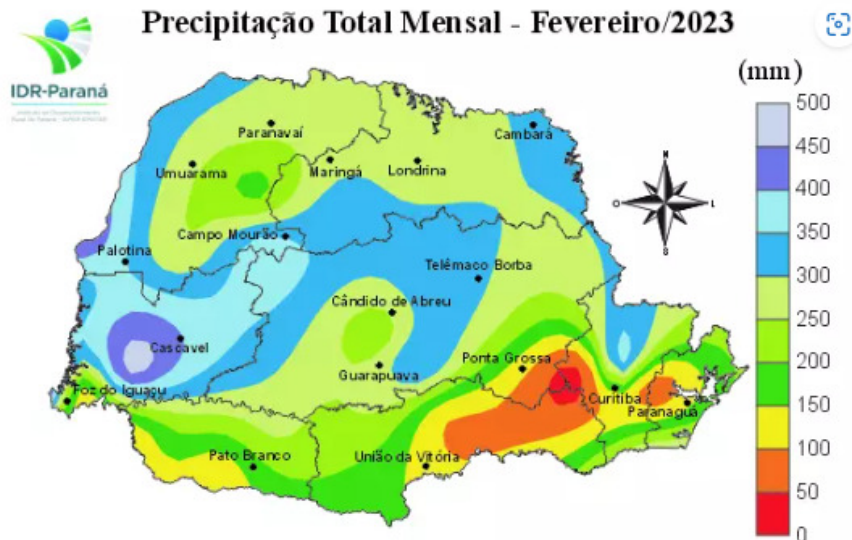 Precipitação Total Mensal - Fevereiro/2023
IDR-Paraná
(mm)
500
450
400
350
300
250
200
150
100
50
0
N
O
L
S
Paranavaí
Cambará
Umuarama
Maringá
Londrina
Campo Mourão
Palotina
Telêmaco Borba
Cândido de Abreu
Cascavel
Ponta Grossa
Guarapuava
Foz do Iguaçu
Curitiba
Paranaguá
Pato Branco
União da Vitória